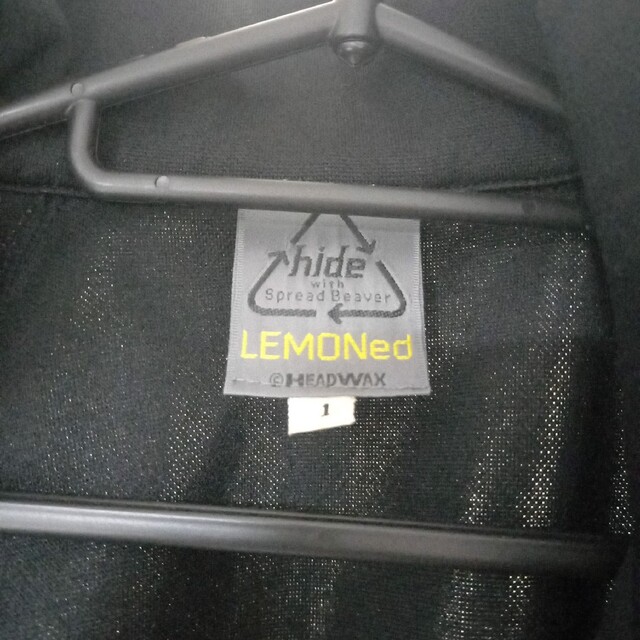 hide
with
Spread Beaver
LEMONed
©HEADWAX
1